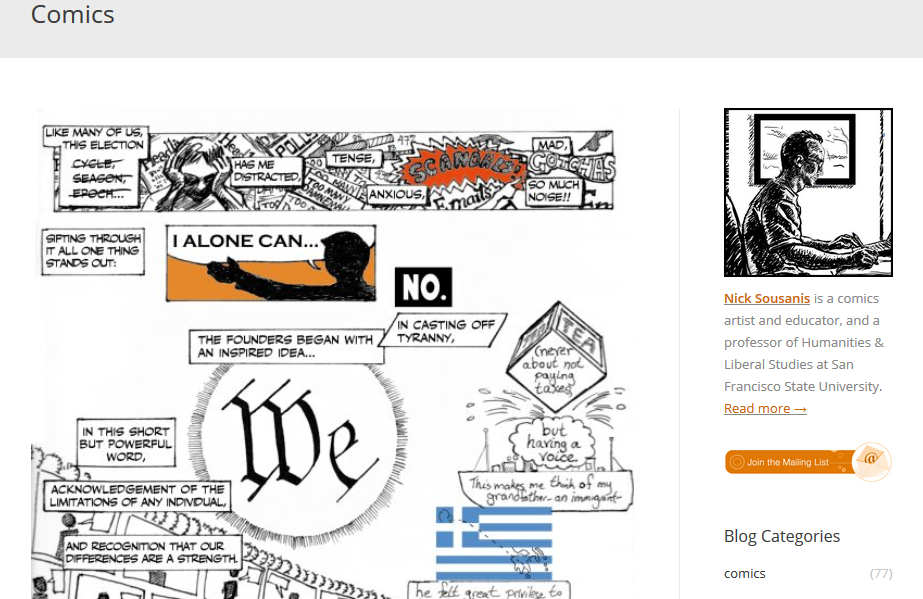 Comics
LIKE MANY OF US,
THIS ELECTION
CYCLE,
SEASON,
EPOCH...
HAS ME
DISTRACTED,
TENSE,
ANXIOUS,
SCANDALS
MAD,
GOTCHAS
SO MUCH
NOISE!!
Emails
POLLS
SIFTING THROUGH
IT ALL ONE THING
STANDS OUT:
I ALONE CAN...
NO.
IN CASTING OFF
TYRANNY,
THE FOUNDERS BEGAN WITH
AN INSPIRED IDEA...
TEA
(never
about not
paying
taxes)
We
but
having a
voice.
IN THIS SHORT
BUT POWERFUL
WORD,
This makes me think of my
grandfather-an immigrant-
ACKNOWLEDGEMENT OF THE
LIMITATIONS OF ANY INDIVIDUAL,
AND RECOGNITION THAT OUR
DIFFERENCES ARE A STRENGTH.
he felt great privilege to
Nick Sousanis is a comics
artist and educator, and a
professor of Humanities &
Liberal Studies at San
Francisco State University.
Read more →
Join the Mailing List
@
Blog Categories
comics (77)